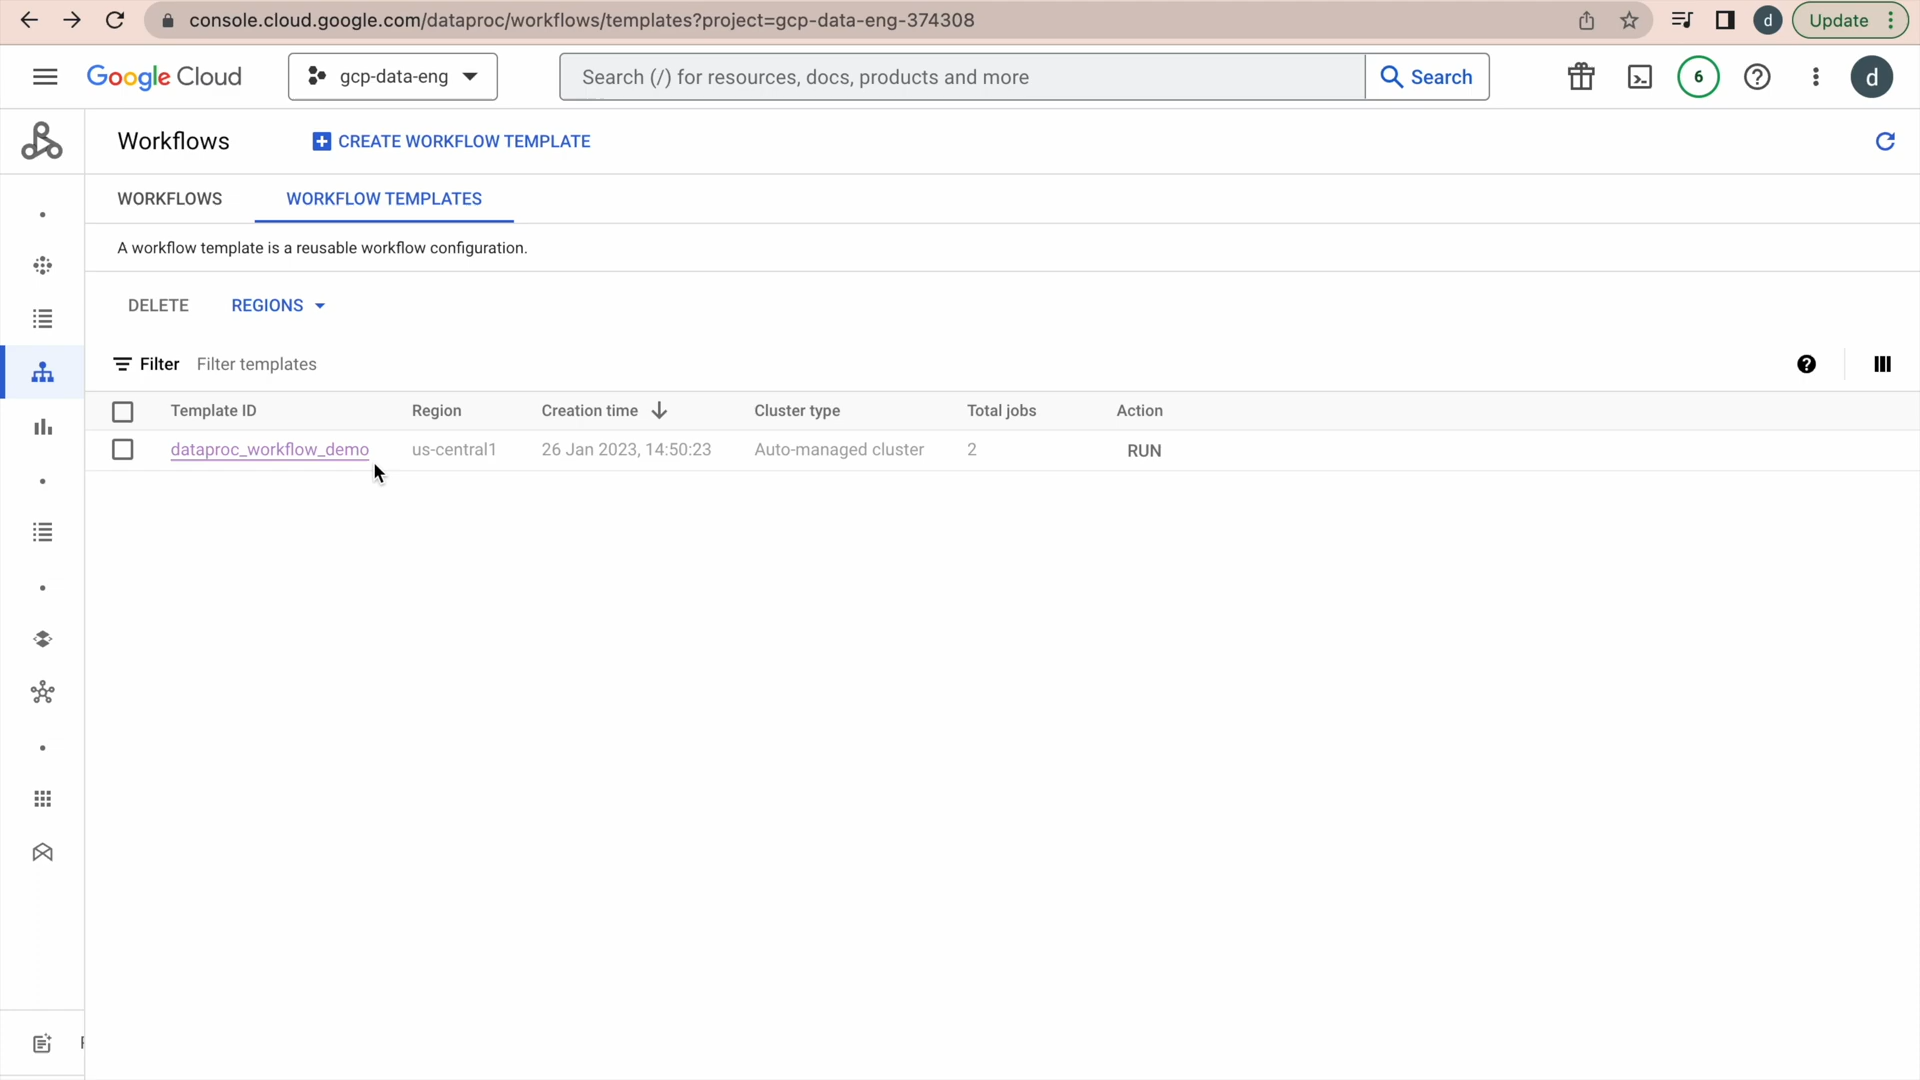 console.cloud.google.com/dataproc/workflows/templates?project=gcp-data-eng-374308
d
Update
Google Cloud
gcp-data-eng
Search (/) for resources, docs, products and more
Search
6
d
Workflows
CREATE WORKFLOW TEMPLATE
WORKFLOWS
WORKFLOW TEMPLATES
A workflow template is a reusable workflow configuration.
DELETE
REGIONS
Filter
Filter templates
Template ID Region Creation time Cluster type Total jobs Action
dataproc_workflow_demo us-central1 26 Jan 2023, 14:50:23 Auto-managed cluster 2 RUN